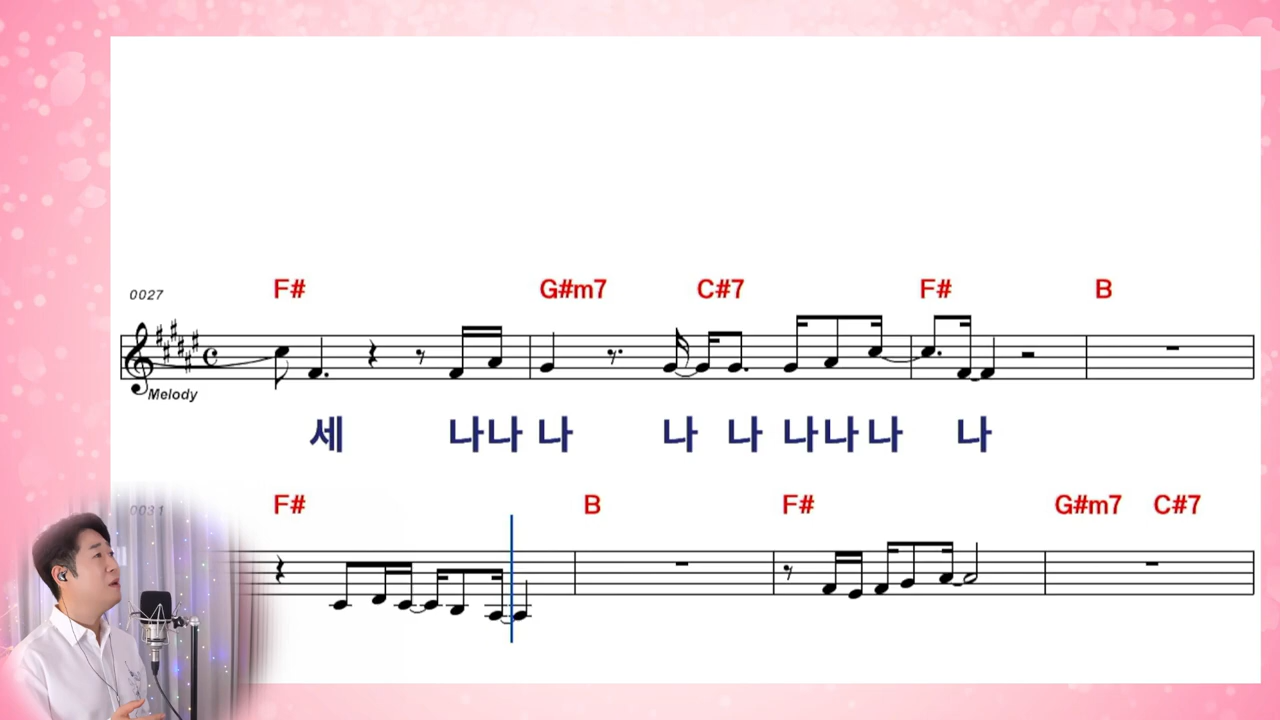 F# G#m7 C#7 F# B
0027
Melody
세 나나 나 나 나 나나나 나
F# B F# G#m7 C#7
0031